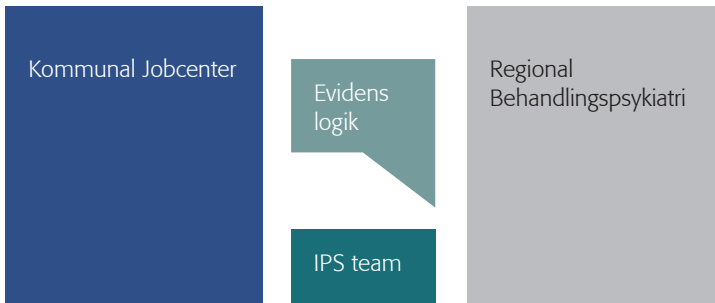 Kommunal Jobcenter
Evidens
logik
IPS team
Regional
Behandlingspsykiatri